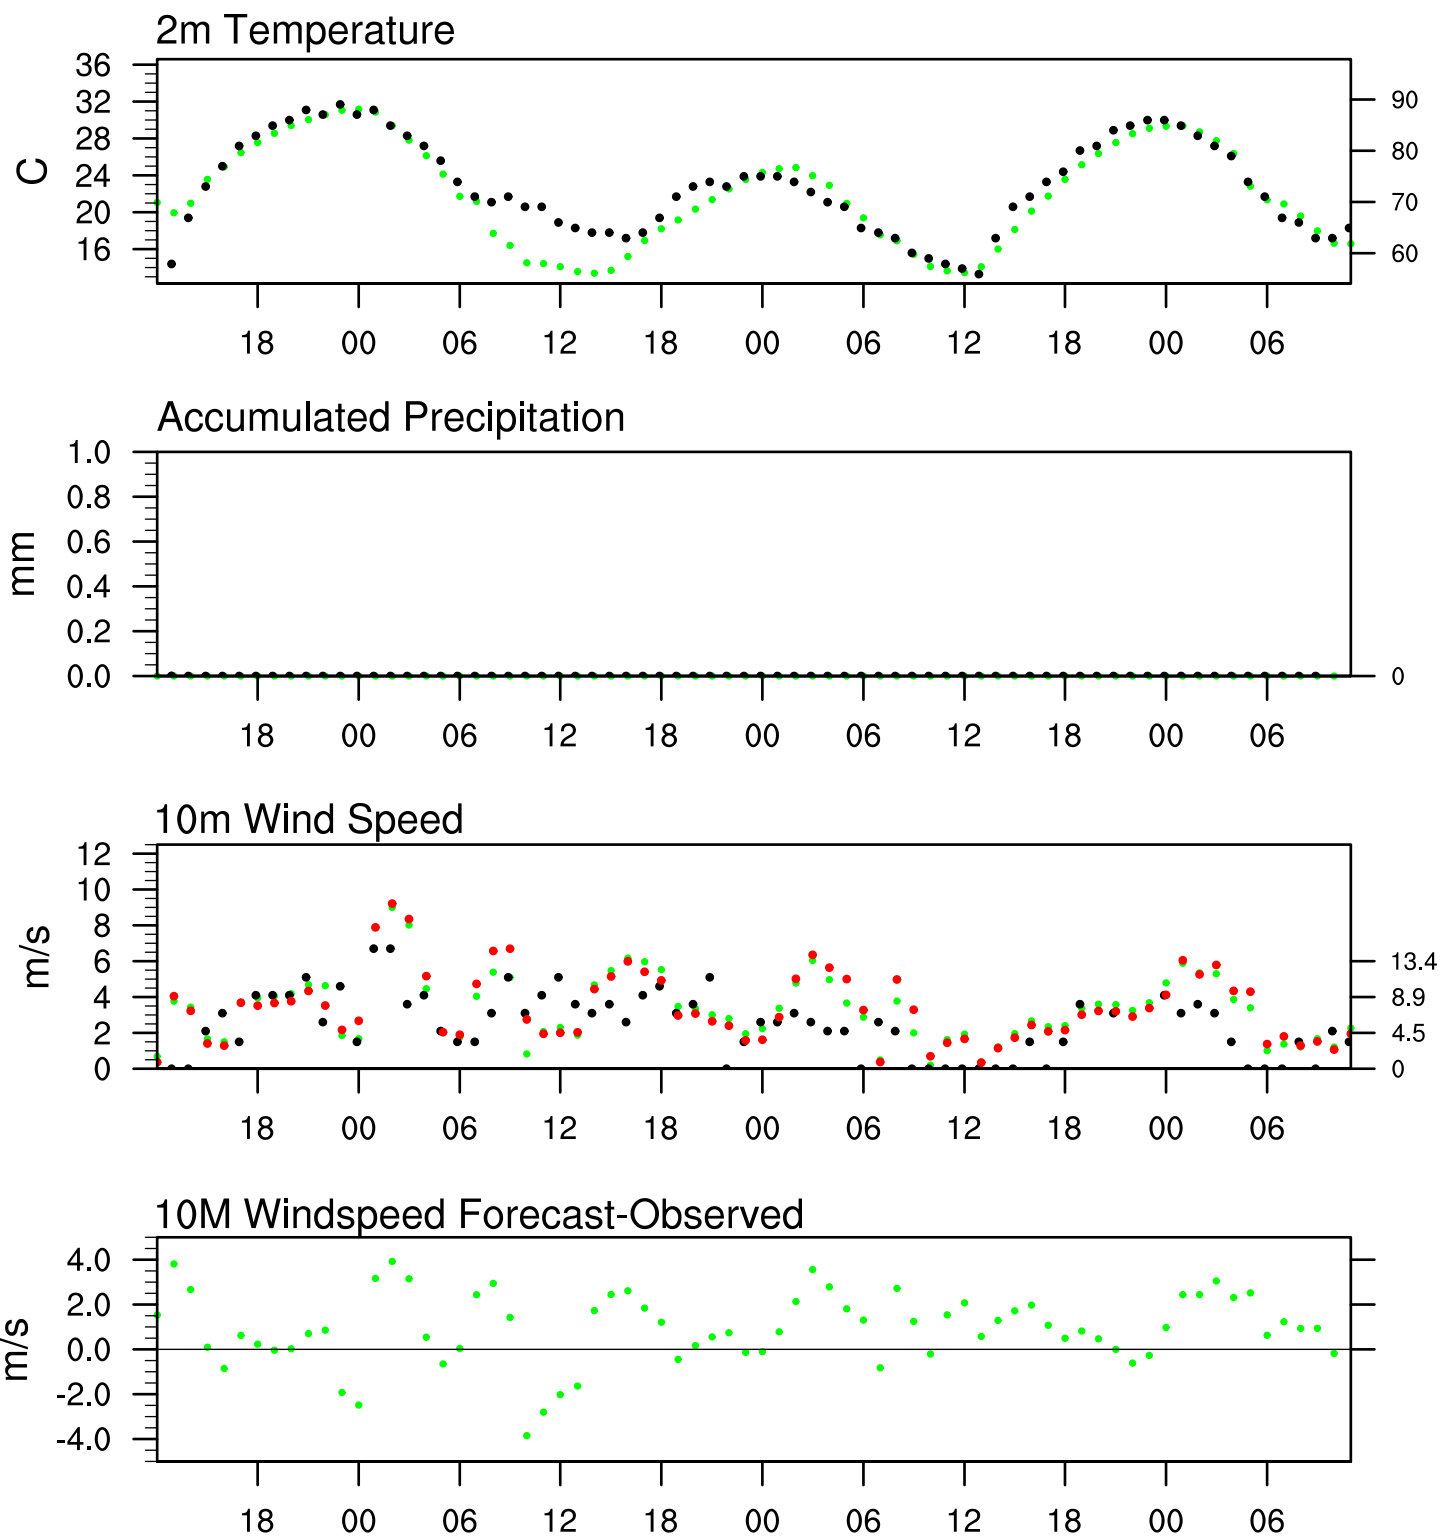 2m Temperature
36
32
28
24
20
16
C
90
80
70
60
18 00 06 12 18 00 06 12 18 00 06
Accumulated Precipitation
1.0
0.8
0.6
0.4
0.2
0.0
mm
0
18 00 06 12 18 00 06 12 18 00 06
10m Wind Speed
12
10
8
6
4
2
0
m/s
13.4
8.9
4.5
0
18 00 06 12 18 00 06 12 18 00 06
10M Windspeed Forecast-Observed
4.0
2.0
0.0
-2.0
-4.0
m/s
18 00 06 12 18 00 06 12 18 00 06